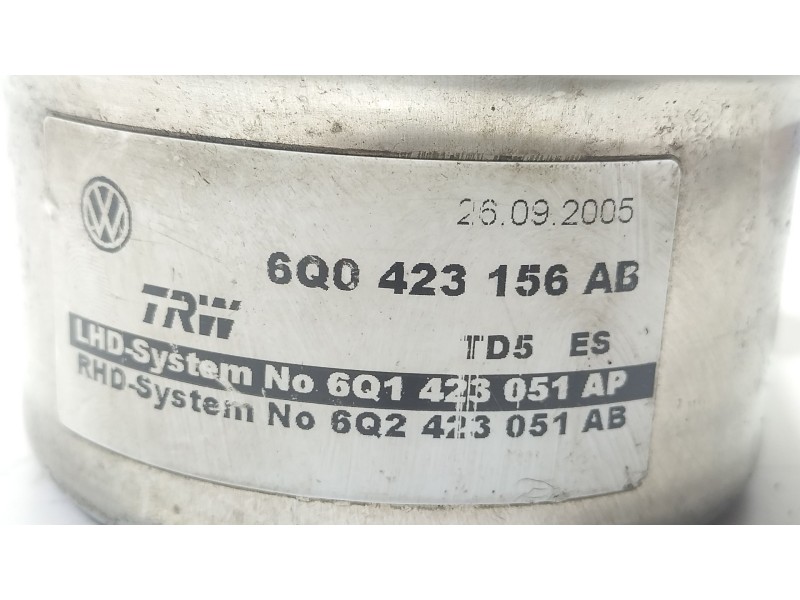 26.09.2005
6Q0 423 156 AB
TRW
TD5 ES
LHD-System No 6Q1 423 051 AP
RHD-System No 6Q2 423 051 AB